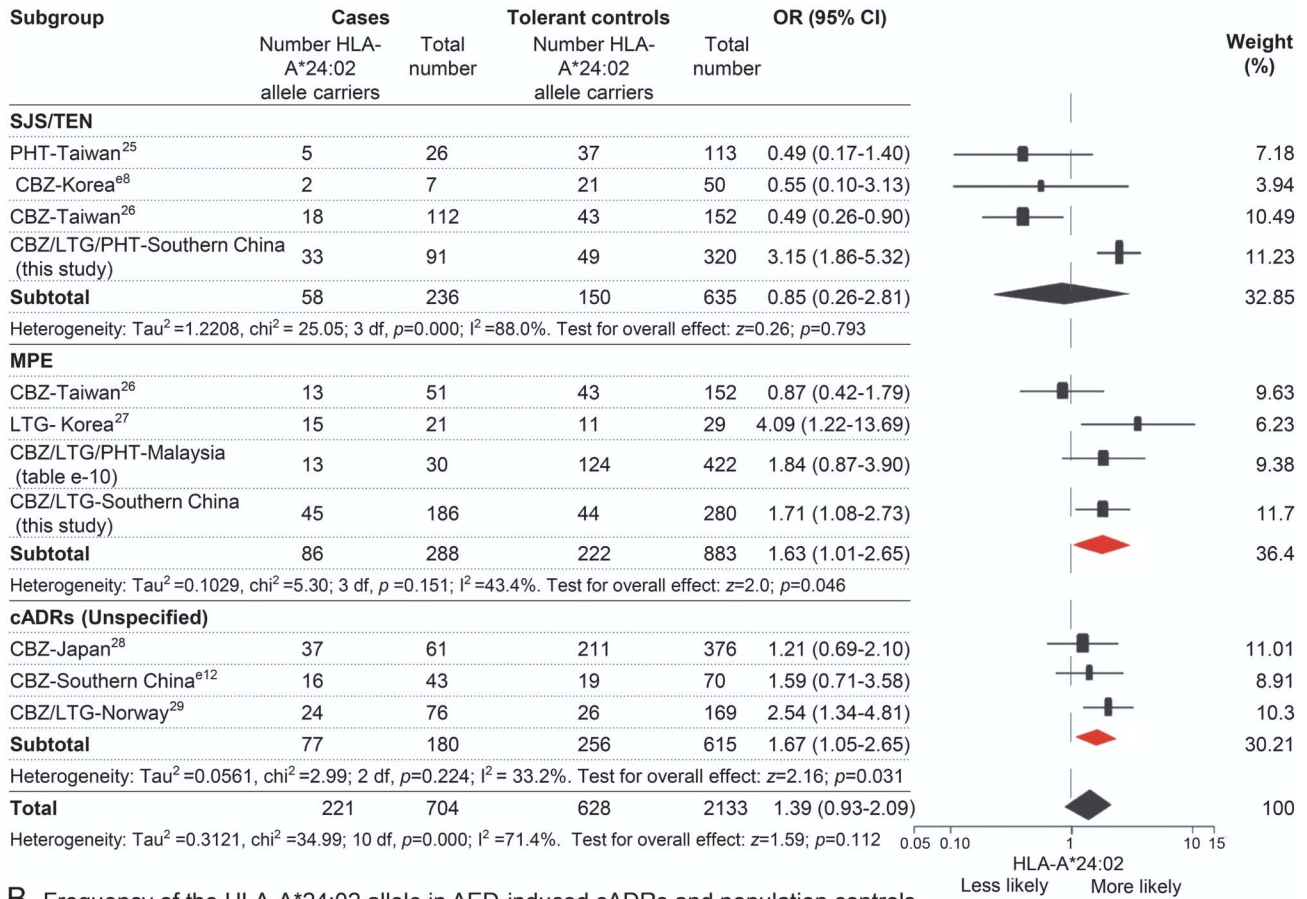 Subgroup Cases Tolerant controls OR (95% CI) Weight (%)
Number HLA-A*24:02 allele carriers Total number Number HLA-A*24:02 allele carriers Total number
SJS/TEN
PHT-Taiwan25 5 26 37 113 0.49 (0.17-1.40) 7.18
CBZ-Koreae8 2 7 21 50 0.55 (0.10-3.13) 3.94
CBZ-Taiwan26 18 112 43 152 0.49 (0.26-0.90) 10.49
CBZ/LTG/PHT-Southern China (this study) 33 91 49 320 3.15 (1.86-5.32) 11.23
Subtotal 58 236 150 635 0.85 (0.26-2.81) 32.85
Heterogeneity: Tau2 =1.2208, chi2 = 25.05; 3 df, p=0.000; I2 =88.0%. Test for overall effect: z=0.26; p=0.793
MPE
CBZ-Taiwan26 13 51 43 152 0.87 (0.42-1.79) 9.63
LTG- Korea27 15 21 11 29 4.09 (1.22-13.69) 6.23
CBZ/LTG/PHT-Malaysia (table e-10) 13 30 124 422 1.84 (0.87-3.90) 9.38
CBZ/LTG-Southern China (this study) 45 186 44 280 1.71 (1.08-2.73) 11.7
Subtotal 86 288 222 883 1.63 (1.01-2.65) 36.4
Heterogeneity: Tau2 =0.1029, chi2 =5.30; 3 df, p =0.151; I2 =43.4%. Test for overall effect: z=2.0; p=0.046
cADRs (Unspecified)
CBZ-Japan28 37 61 211 376 1.21 (0.69-2.10) 11.01
CBZ-Southern Chinae12 16 43 19 70 1.59 (0.71-3.58) 8.91
CBZ/LTG-Norway29 24 76 26 169 2.54 (1.34-4.81) 10.3
Subtotal 77 180 256 615 1.67 (1.05-2.65) 30.21
Heterogeneity: Tau2 =0.0561, chi2 =2.99; 2 df, p=0.224; I2 = 33.2%. Test for overall effect: z=2.16; p=0.031
Total 221 704 628 2133 1.39 (0.93-2.09) 100
Heterogeneity: Tau2 =0.3121, chi2 =34.99; 10 df, p=0.000; I2 =71.4%. Test for overall effect: z=1.59; p=0.112
0.05 0.10 1 10 15
HLA-A*24:02
Less likely More likely
B Frequency of the HLA-A*24:02 allele in AED-induced cADRs and population controls